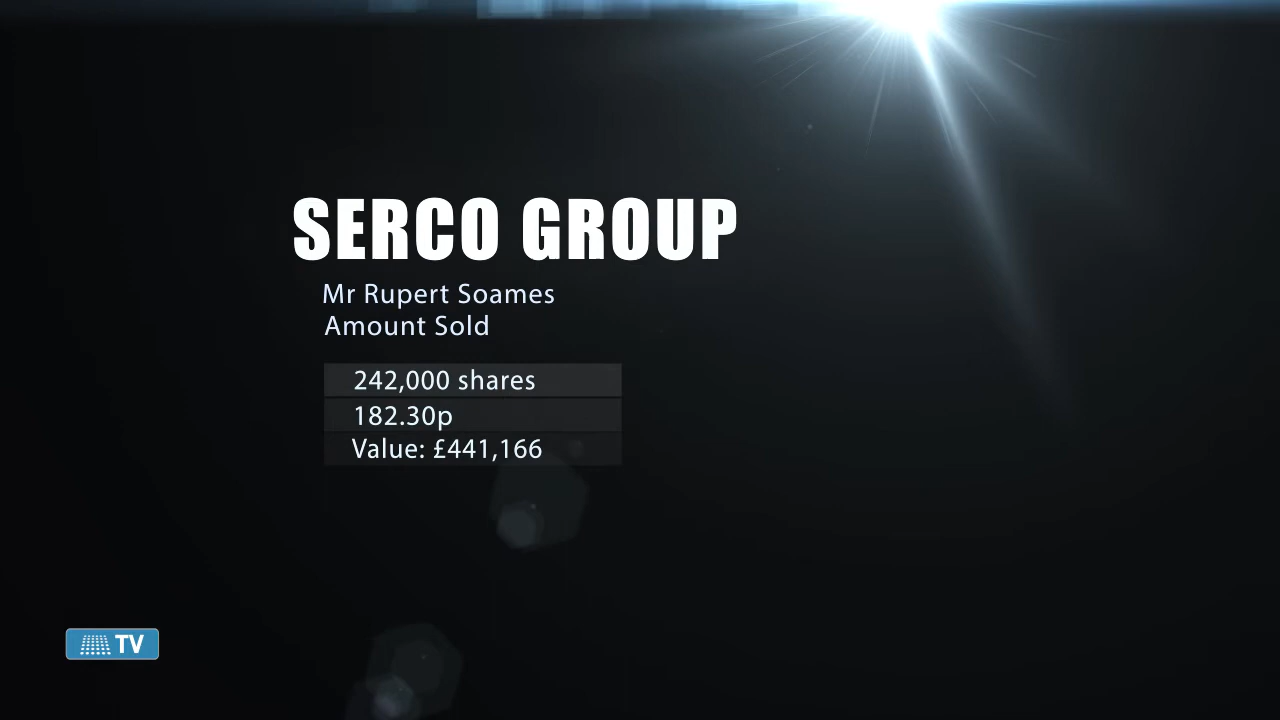 SERCO GROUP
Mr Rupert Soames
Amount Sold
242,000 shares
182.30p
Value: £441,166
TV